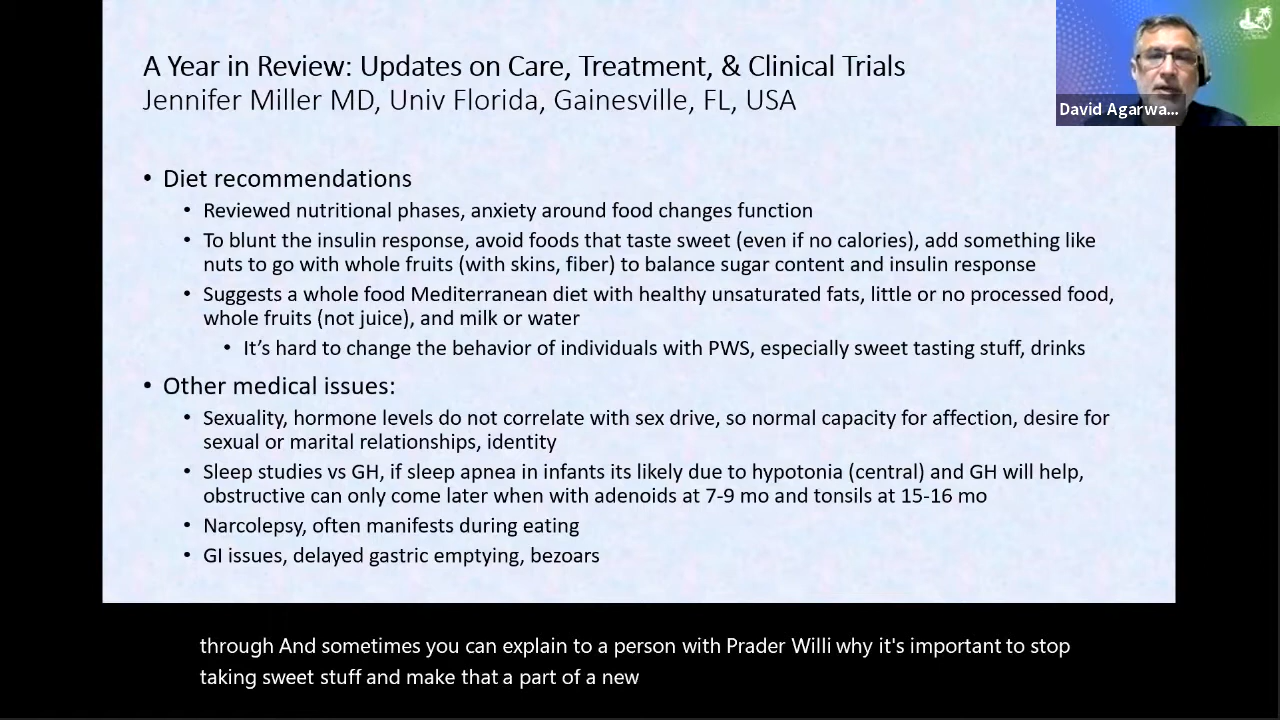 A Year in Review: Updates on Care, Treatment, & Clinical Trials
Jennifer Miller MD, Univ Florida, Gainesville, FL, USA
David Agarwa...
• Diet recommendations
• Reviewed nutritional phases, anxiety around food changes function
• To blunt the insulin response, avoid foods that taste sweet (even if no calories), add something like
nuts to go with whole fruits (with skins, fiber) to balance sugar content and insulin response
• Suggests a whole food Mediterranean diet with healthy unsaturated fats, little or no processed food,
whole fruits (not juice), and milk or water
• It's hard to change the behavior of individuals with PWS, especially sweet tasting stuff, drinks
• Other medical issues:
• Sexuality, hormone levels do not correlate with sex drive, so normal capacity for affection, desire for
sexual or marital relationships, identity
• Sleep studies vs GH, if sleep apnea in infants its likely due to hypotonia (central) and GH will help,
obstructive can only come later when with adenoids at 7-9 mo and tonsils at 15-16 mo
• Narcolepsy, often manifests during eating
• GI issues, delayed gastric emptying, bezoars
through And sometimes you can explain to a person with Prader Willi why it's important to stop
taking sweet stuff and make that a part of a new